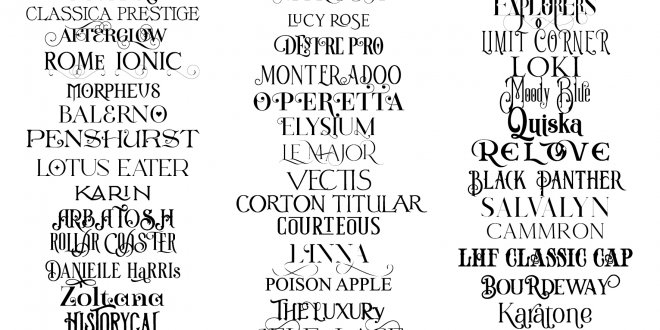 CLASSICA PRESTIGE
AFTERGLOW
ROMe IONIC
MORPHEUS
BALERNO
PENSHURST
LOTUS EATER
KARIN
ARBATOSH
ROLLAR COASTER
DANIEILE HARRIS
Zoltana
HISTORYCAL
LUCY ROSE
DESIRE PRO
MONTERADOO
OPERETTA
ELYSIUM
LE MAJOR
VECTIS
CORTON TITULAR
COURTEOUS
LINNA
POISON APPLE
THE LUXURy
EXPLORERS
LIMIT CORNER
LOKI
Moody Blue
Quiska
RELOVE
BLACK PANTHER
SALVALYN
CAMMRON
LHF CLASSIC CAP
BOURDEWAY
Karatone